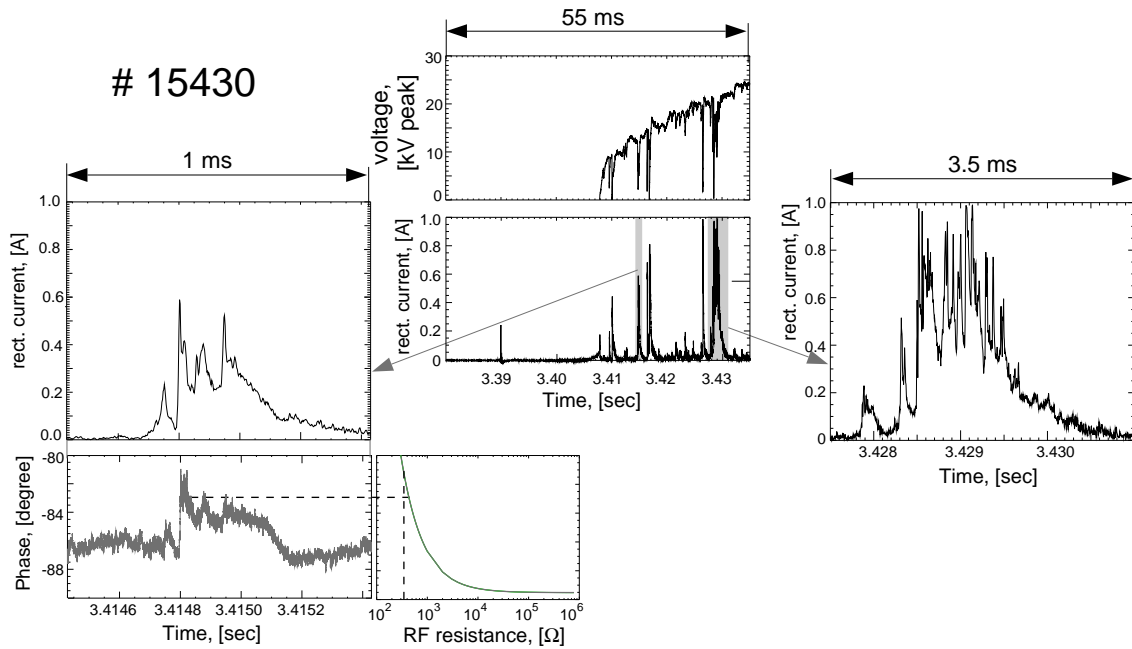 # 15430
55 ms
voltage,
[kV peak]
30
20
10
0
1 ms
rect. current, [A]
1.0
0.8
0.6
0.4
0.2
0.0
rect. current, [A]
1.0
0.8
0.6
0.4
0.2
0
3.39 3.40 3.41 3.42 3.43
Time, [sec]
3.5 ms
rect. current, [A]
1.0
0.8
0.6
0.4
0.2
0
3.428 3.429 3.430
Time, [sec]
Phase, [degree]
-80
-84
-88
3.4146 3.4148 3.4150 3.4152
Time, [sec]
10² 10³ 10⁴ 10⁵ 10⁶
RF resistance, [Ω]